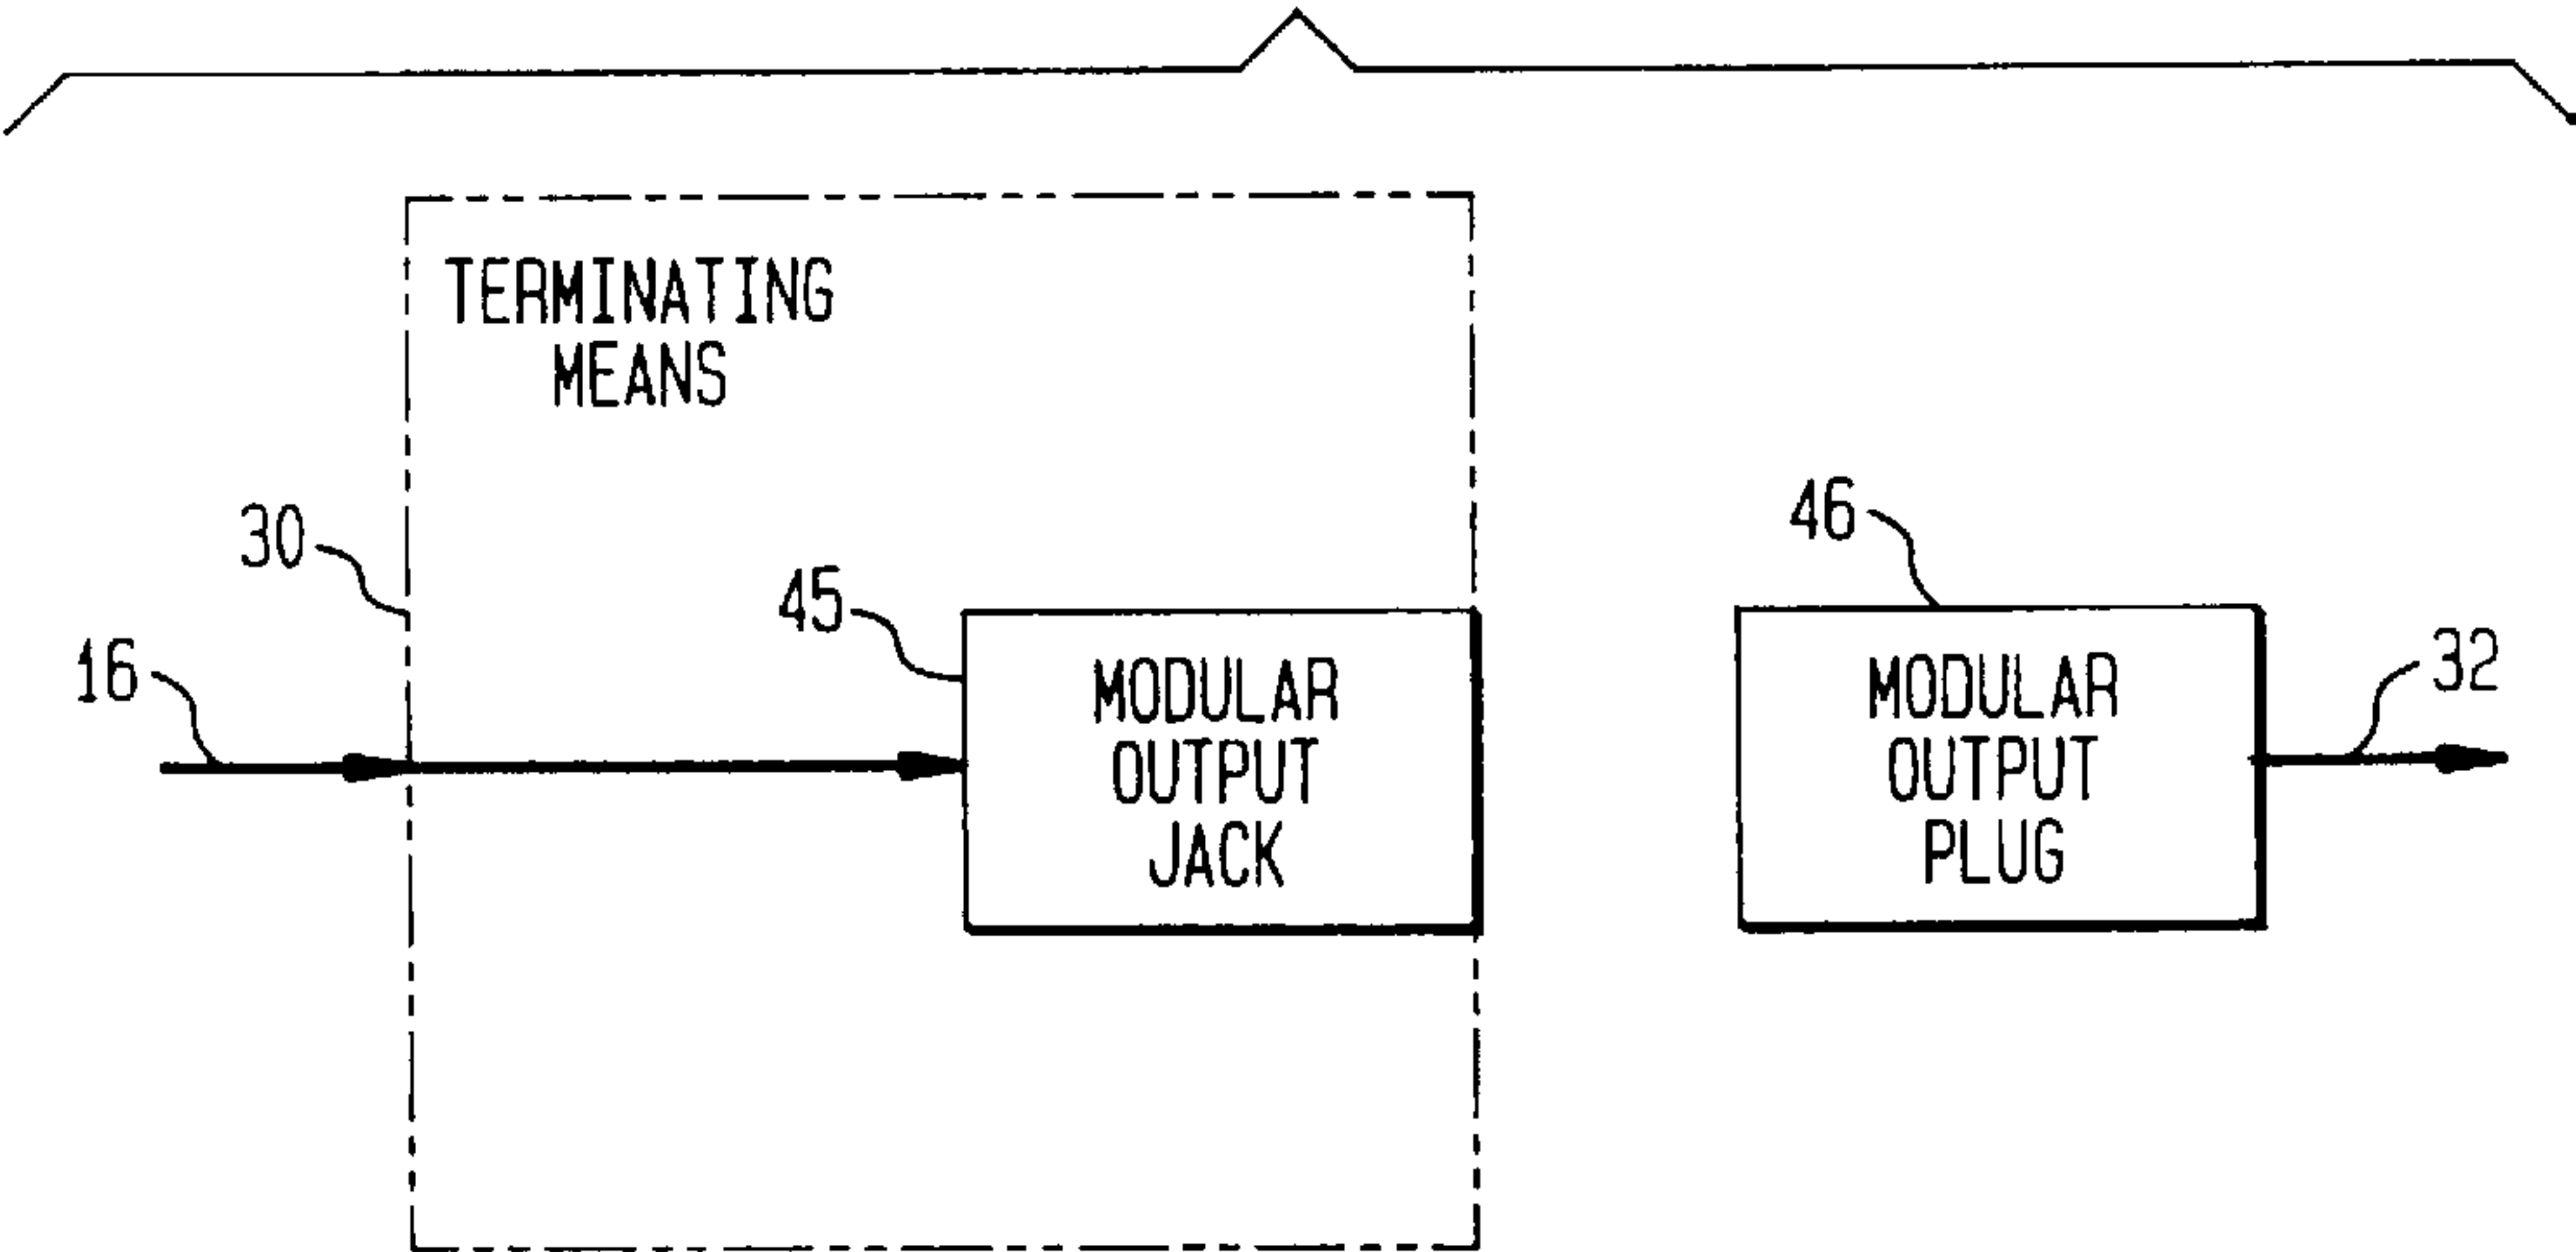 TERMINATING
MEANS
30
16
45
MODULAR
OUTPUT
JACK
46
MODULAR
OUTPUT
PLUG
32